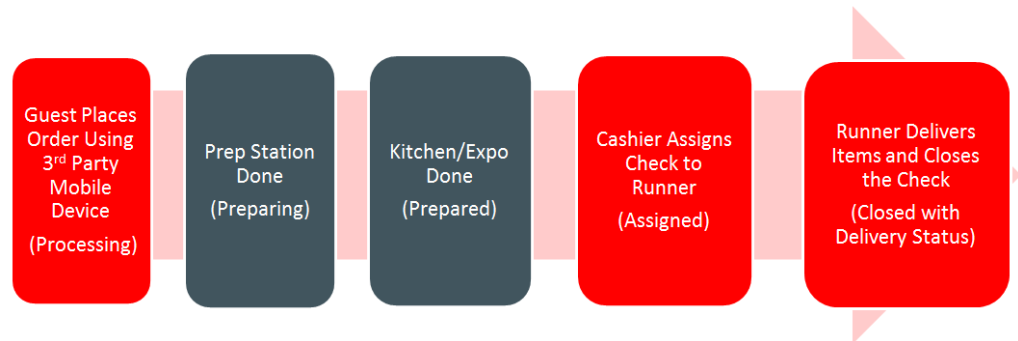 Guest Places
Order Using
3rd Party
Mobile
Device
(Processing)
Prep Station
Done
(Preparing)
Kitchen/Expo
Done
(Prepared)
Cashier Assigns
Check to
Runner
(Assigned)
Runner Delivers
Items and Closes
the Check
(Closed with
Delivery Status)